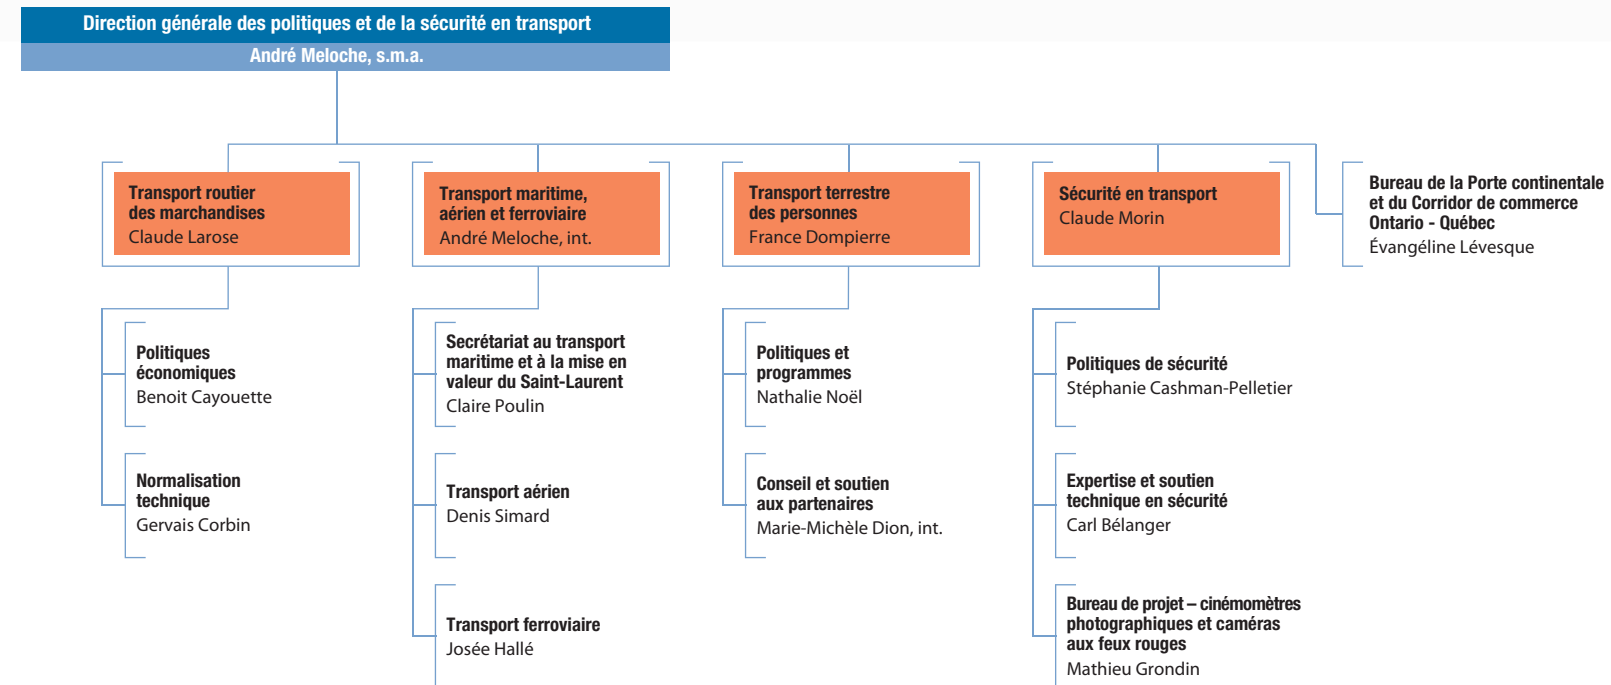 Direction générale des politiques et de la sécurité en transport
André Meloche, s.m.a.
Transport routier
des marchandises
Claude Larose
Transport maritime,
aérien et ferroviaire
André Meloche, int.
Transport terrestre
des personnes
France Dompierre
Sécurité en transport
Claude Morin
Bureau de la Porte continentale
et du Corridor de commerce
Ontario - Québec
Évangéline Lévesque
Politiques
économiques
Benoit Cayouette
Normalisation
technique
Gervais Corbin
Secrétariat au transport
maritime et à la mise en
valeur du Saint-Laurent
Claire Poulin
Transport aérien
Denis Simard
Transport ferroviaire
Josée Hallé
Politiques et
programmes
Nathalie Noël
Conseil et soutien
aux partenaires
Marie-Michèle Dion, int.
Politiques de sécurité
Stéphanie Cashman-Pelletier
Expertise et soutien
technique en sécurité
Carl Bélanger
Bureau de projet – cinémomètres
photographiques et caméras
aux feux rouges
Mathieu Grondin